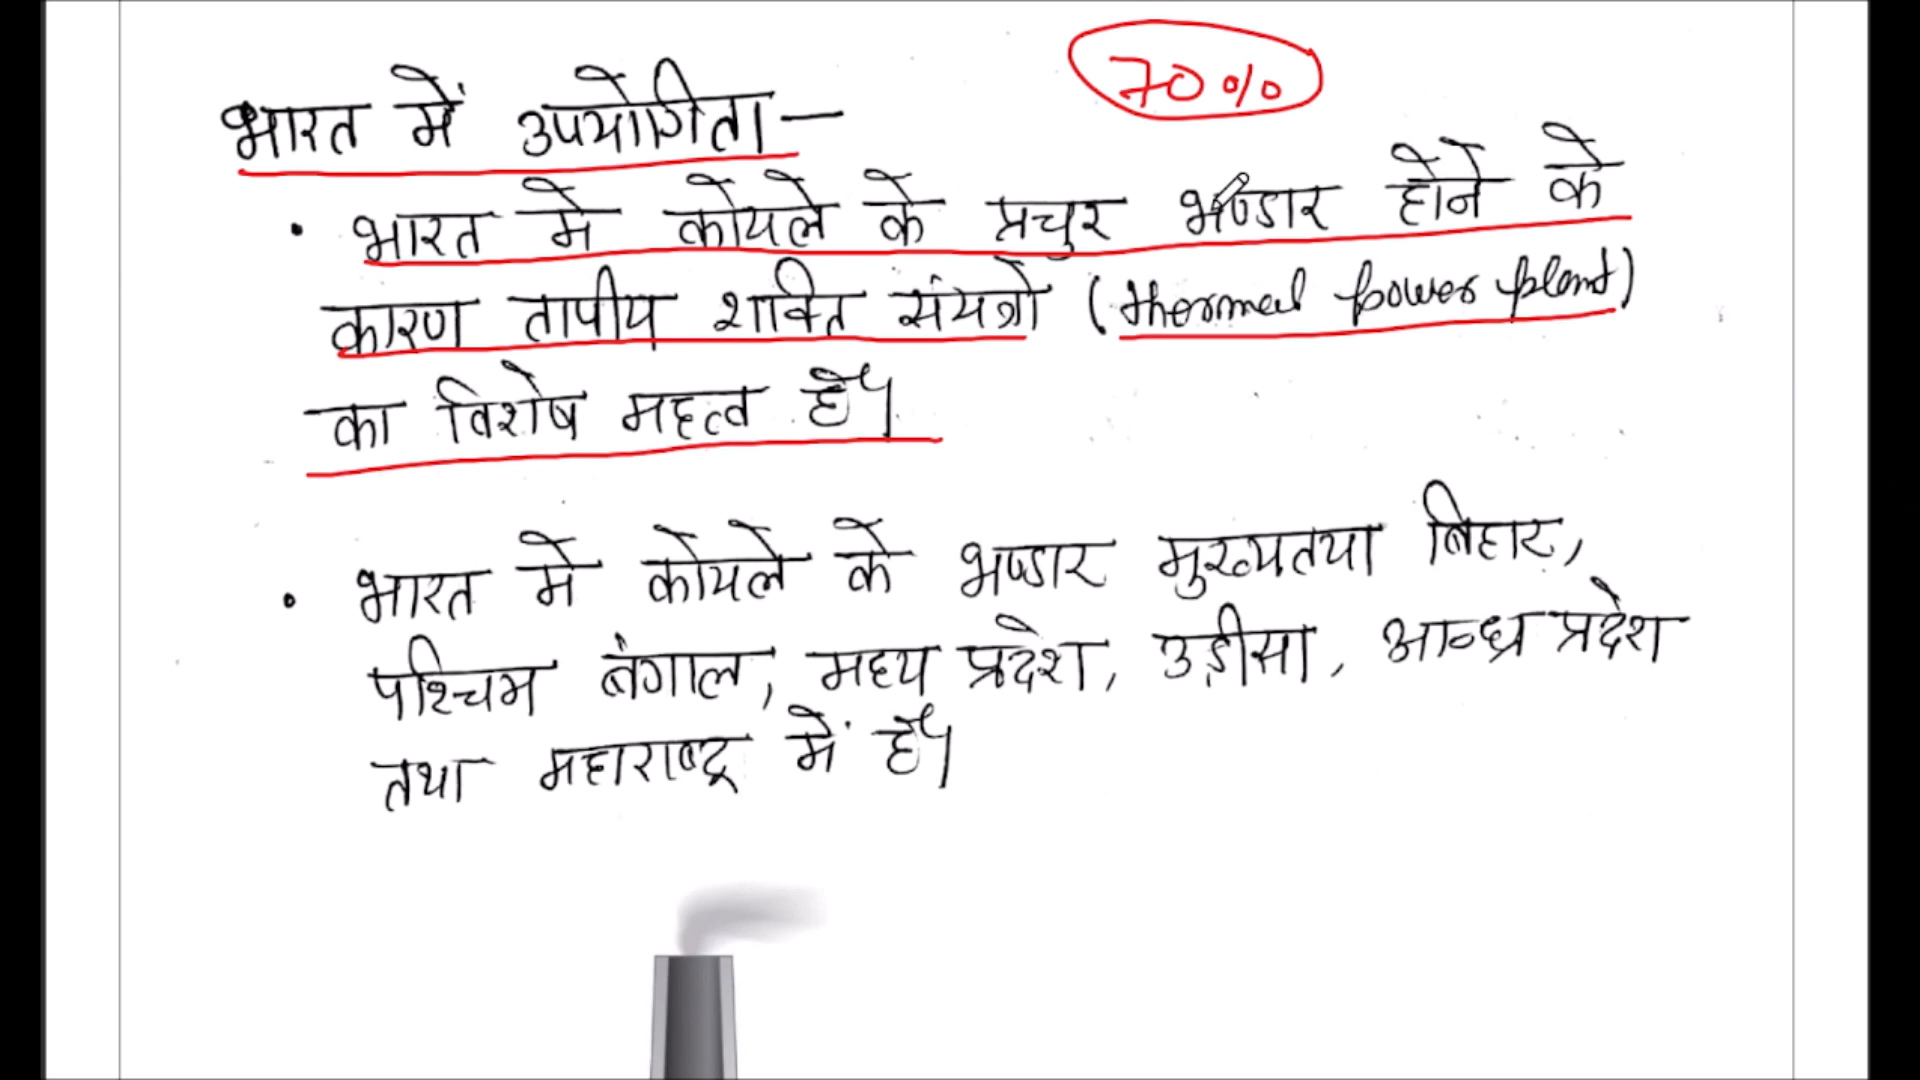 70%
भारत में उपयोगिता —
• भारत मे कोयले के प्रचुर भण्डार होने के
कारण तापीय शक्ति संयत्रो (thermal power plant)
का विशेष महत्व है।
• भारत मे कोयले के भण्डार मुख्यतया बिहार,
पश्चिम बंगाल, मध्य प्रदेश, उड़ीसा, आन्ध्र प्रदेश
तथा महाराष्ट्र में है।